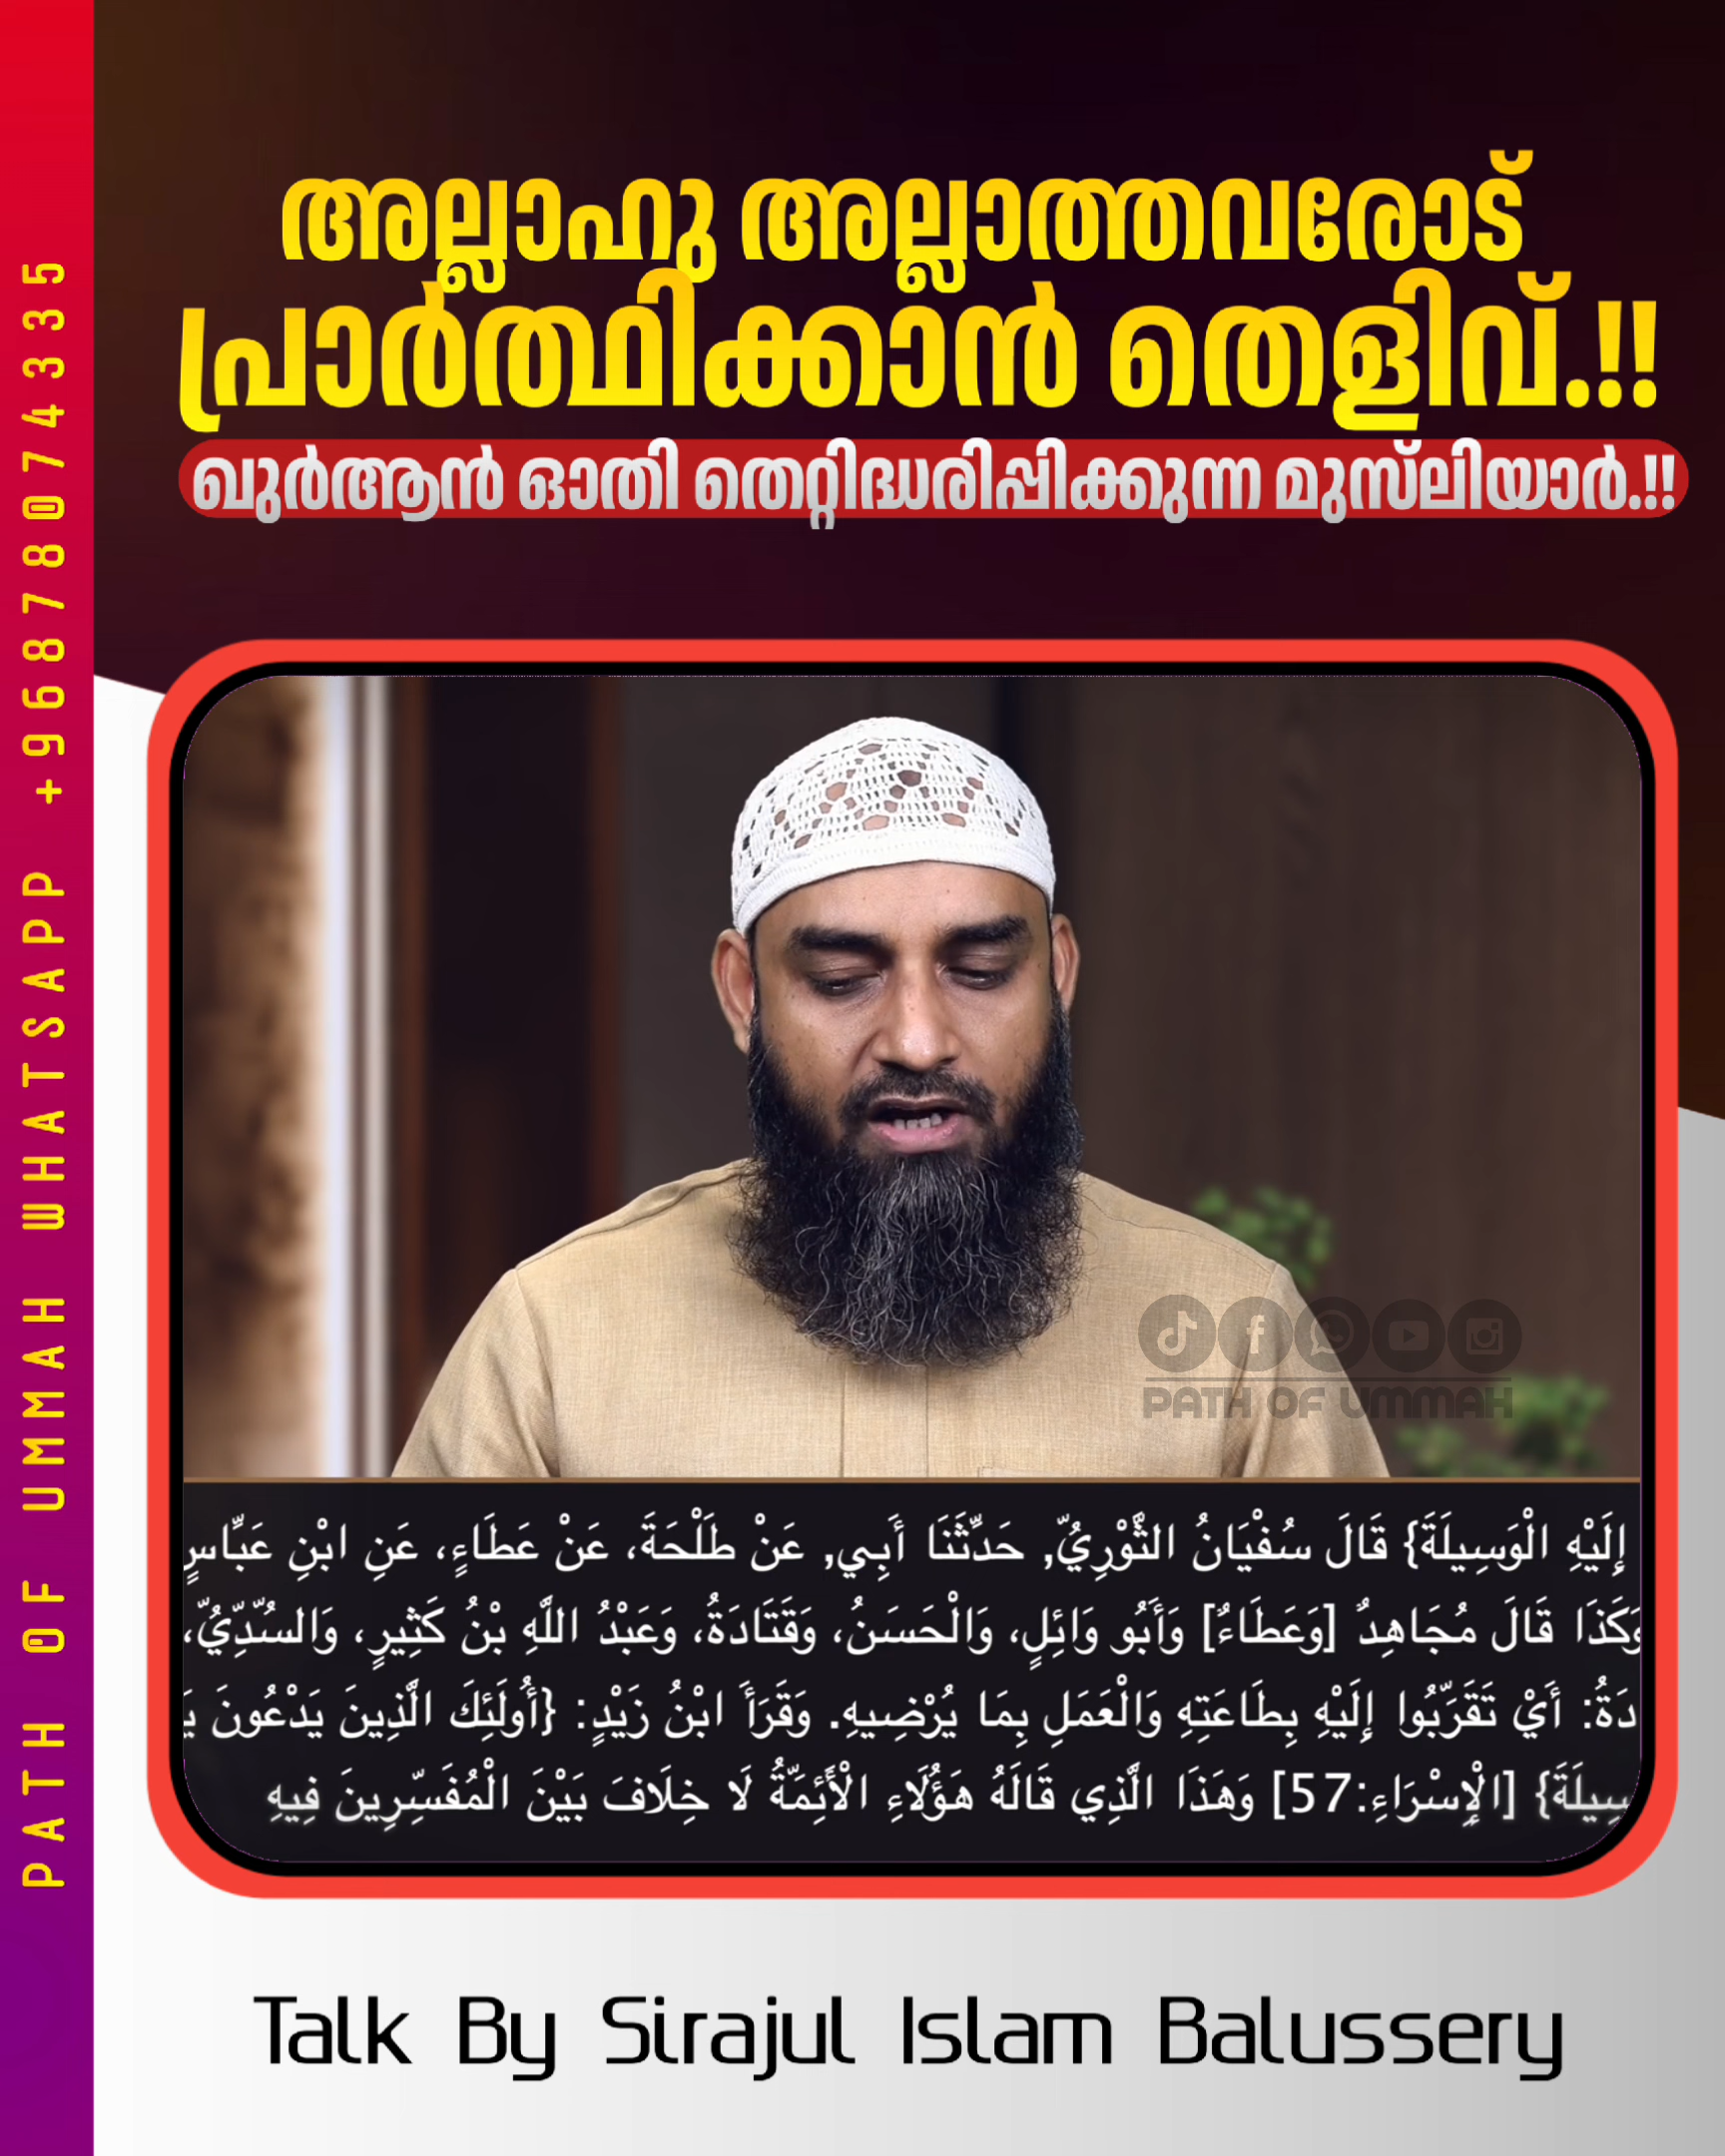 അല്ലാഹു അല്ലാത്തവരോട്
പ്രാർത്ഥിക്കാൻ തെളിവ്.!!
ഖുർആൻ ഓതി തെറ്റിദ്ധരിപ്പിക്കുന്ന മുസ്‌ലിയാർ.!!
PATH OF UMMAH WHATSAPP +96878074335
PATH OF UMMAH
إِلَيْهِ الْوَسِيلَةَ} قَالَ سُفْيَانُ الثَّوْرِيُّ, حَدِّثَنَا أَبِي, عَنْ طَلْحَةَ، عَنْ عَطَاءٍ، عَنِ ابْنِ عَبِّاسٍ
وَكَذَا قَالَ مُجَاهِدٌ [وَعَطَاءٌ] وَأَبُو وَائِلٍ، وَالْحَسَنُ، وَقَتَادَةُ، وَعَبْدُ اللَّهِ بْنُ كَثِيرٍ، وَالسُّدِّيُّ،
دَةُ: أَيْ تَقَرِّبُوا إِلَيْهِ بِطَاعَتِهِ وَالْعَمَلِ بِمَا يُرْضِيهِ. وَقَرَأَ ابْنُ زَيْدٍ: {أُولَئِكَ الَّذِينَ يَدْعُونَ يَ
سِيلَةَ} [الْإِسْرَاءِ:57] وَهَذَا الَّذِي قَالَهُ هَؤُلَاءِ الْأَئِمَّةُ لَا خِلَافَ بَيْنَ الْمُفَسِّرِينَ فِيهِ
Talk By Sirajul Islam Balussery